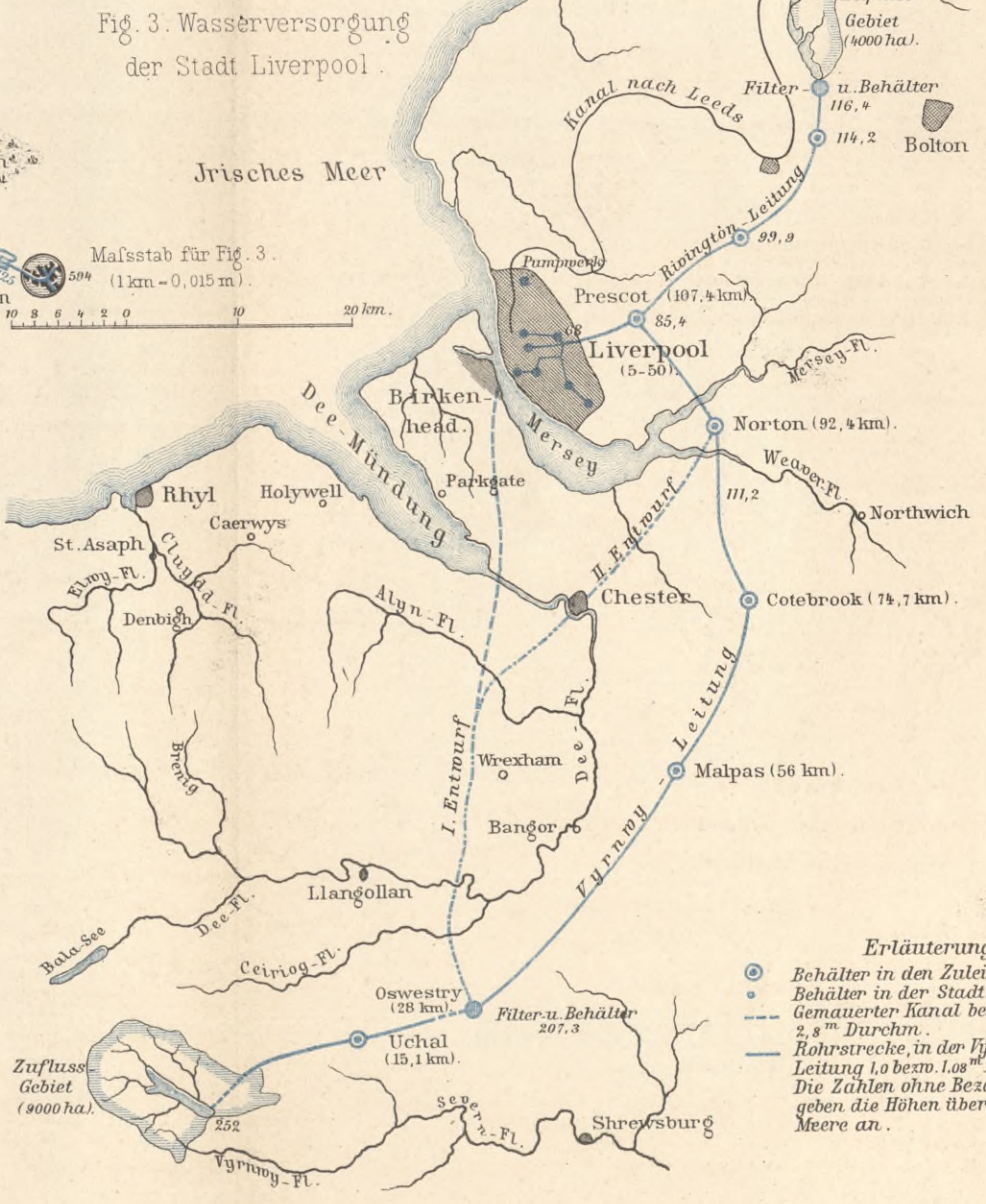 Fig. 3. Wasserversorgung
der Stadt Liverpool.
Gebiet
(4000 ha).
Filter- u. Behälter
116,4
114,2
Bolton
Kanal nach Leeds
Jrisches Meer
Rivington-Leitung
99,9
594
Maſsstab für Fig. 3.
(1 km = 0,015 m).
10 8 6 4 2 0 10 20 km.
Pumpwerk
Prescot (107,4 km).
85,4
68
Liverpool
(5-50).
Mersey-Fl.
Birken-
head.
Mersey
Norton (92,4 km).
Dee-Mündung
Weaver-Fl.
Parkgate
Rhyl
Holywell
111,2
Northwich
Caerwys
St. Asaph
Cluydd-Fl.
II. Entwurf
Elwy-Fl.
Chester
Cotebrook (74,7 km).
Alyn-Fl.
Denbigh
Vyrnwy-Leitung
Dee-Fl.
I. Entwurf
Wrexham
Malpas (56 km).
Brenig
Bangor
Llangollan
Dee-Fl.
Bala-See
Ceiriog-Fl.
Oswestry
(28 km).
Filter-u. Behälter
207,3
Uchal
(15,1 km).
Zufluss-
Gebiet
(9000 ha).
252
Severn-Fl.
Shrewsburg
Vyrnwy-Fl.
Behälter in den
Behälter in der Stadt
Gemauerter Kanal
2,8 m Durchm.
Rohrstrecke, in der
Leitung 1,0 bezw. 1.08 m
Die Zahlen ohne
geben die Höhen über
Meere an.